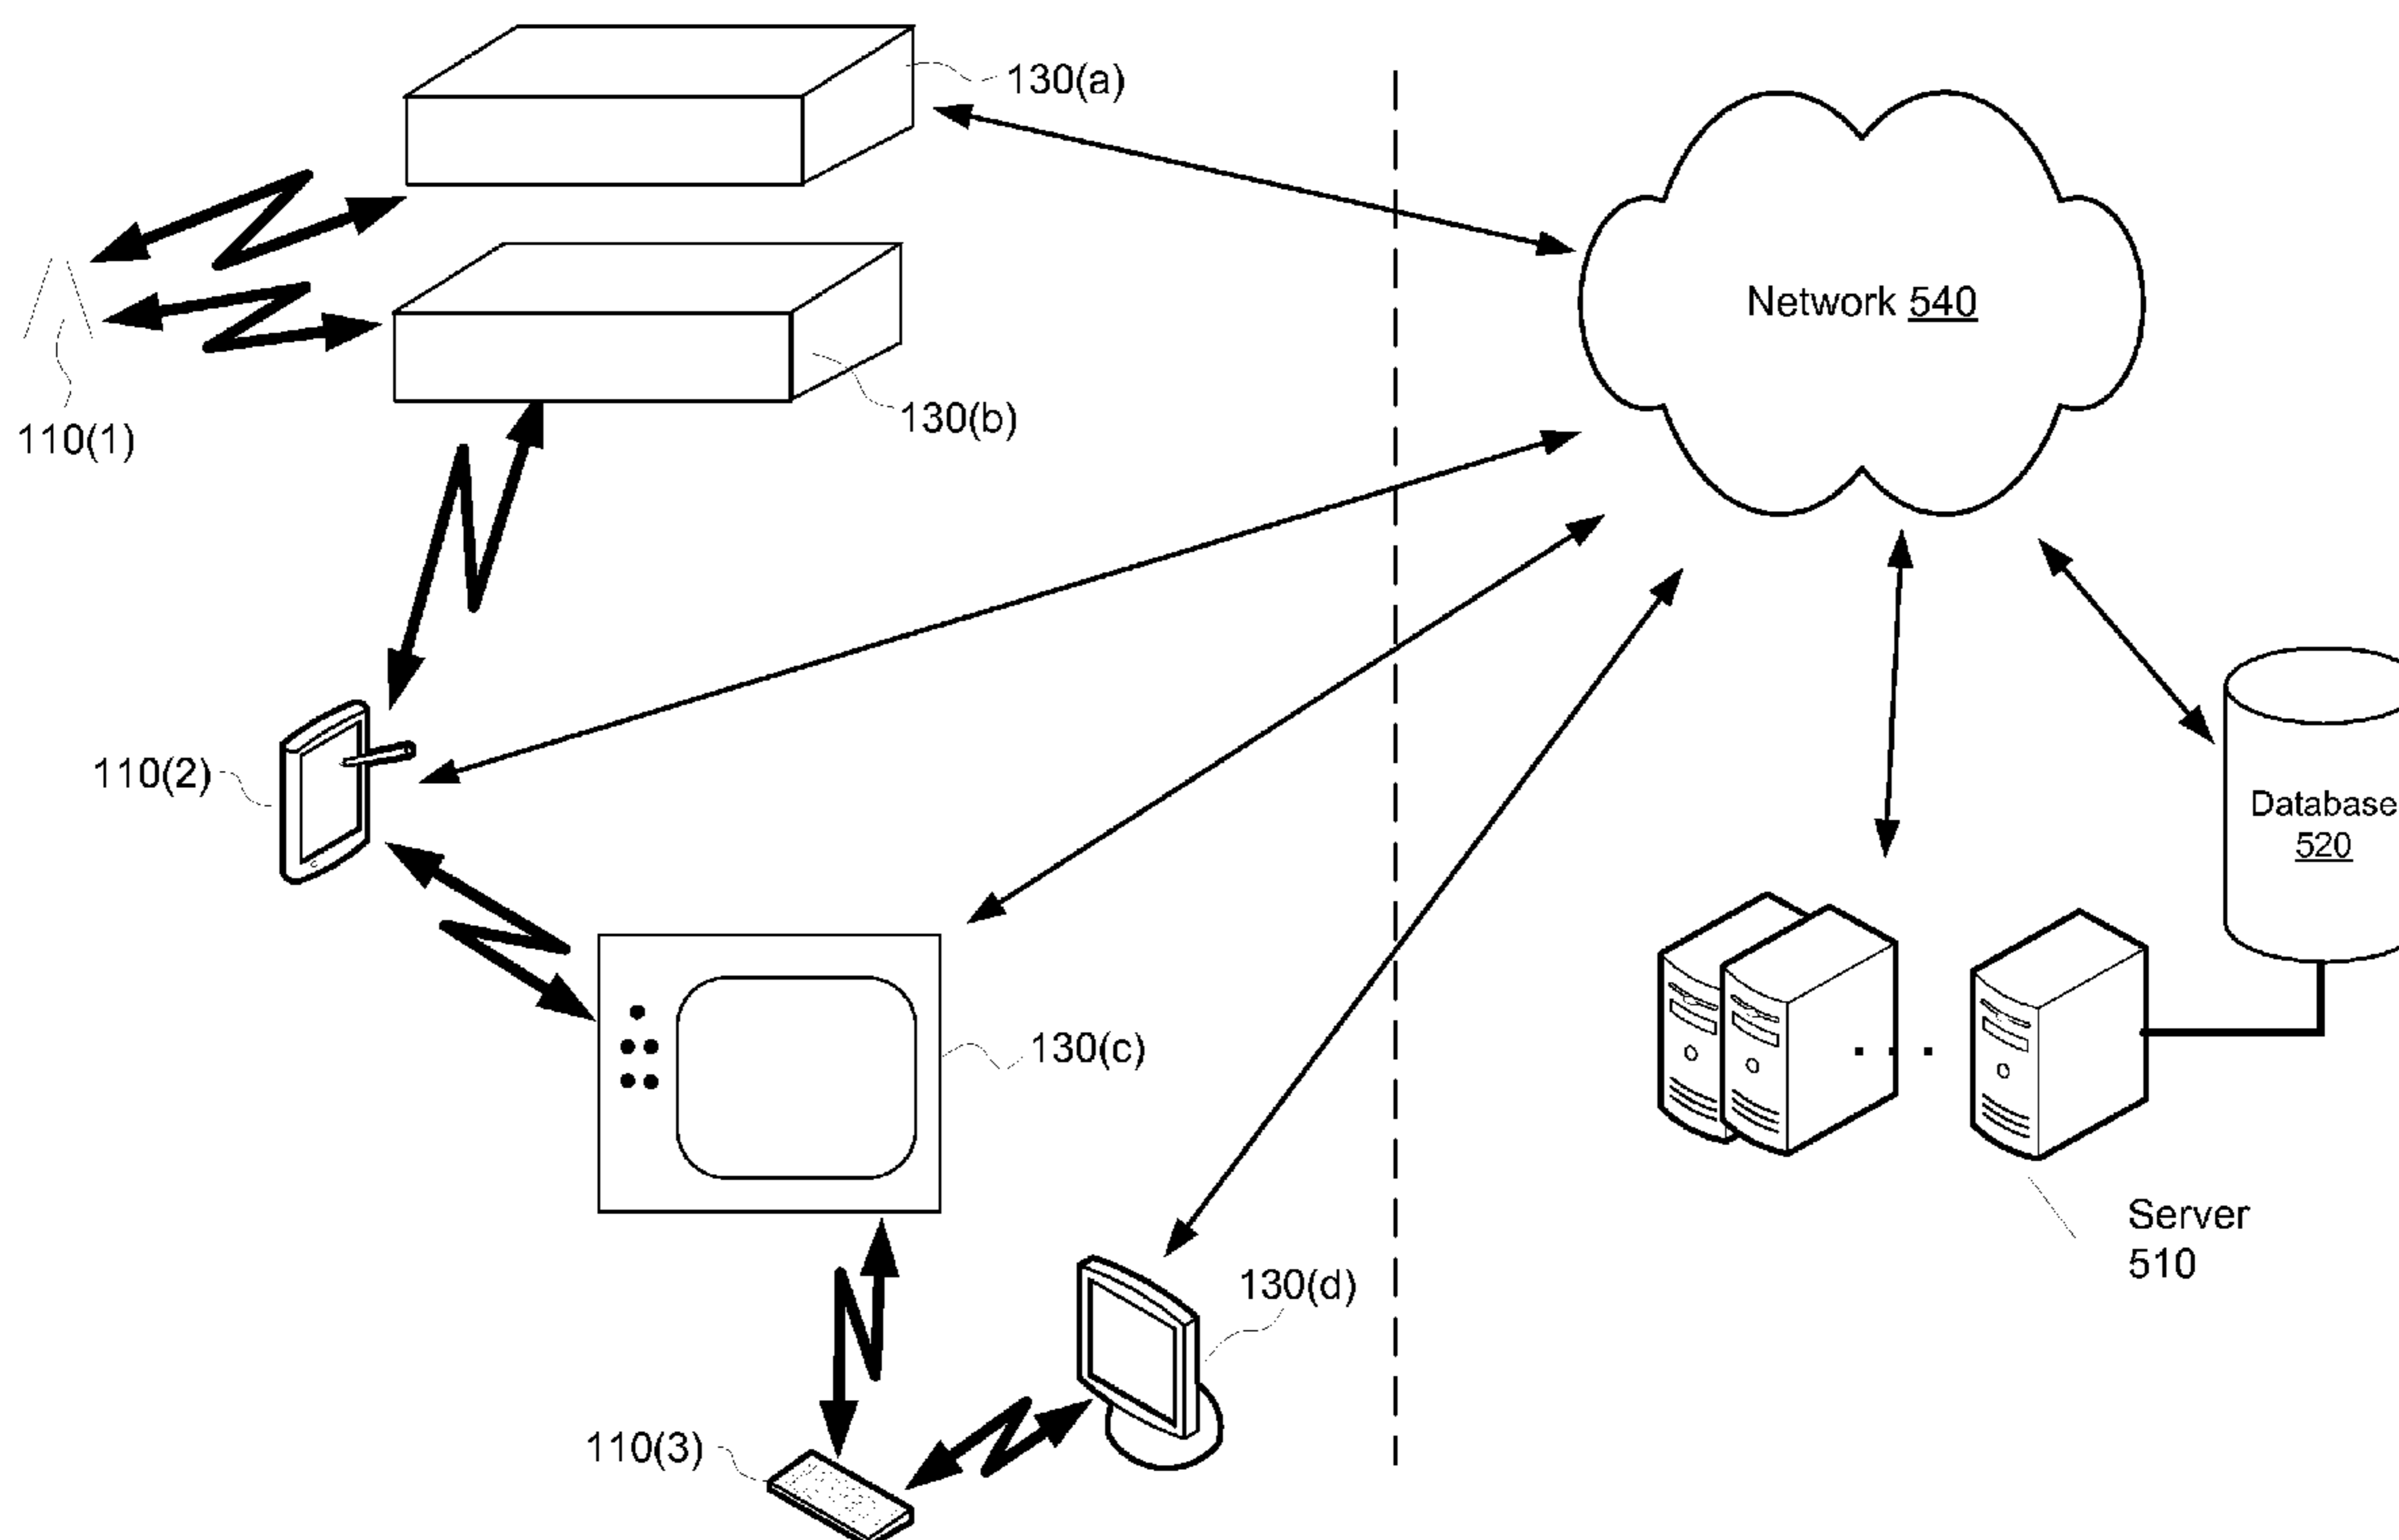 130(a)
Network 540
130(b)
110(1)
110(2)
Database
520
130(c)
Server
510
130(d)
110(3)